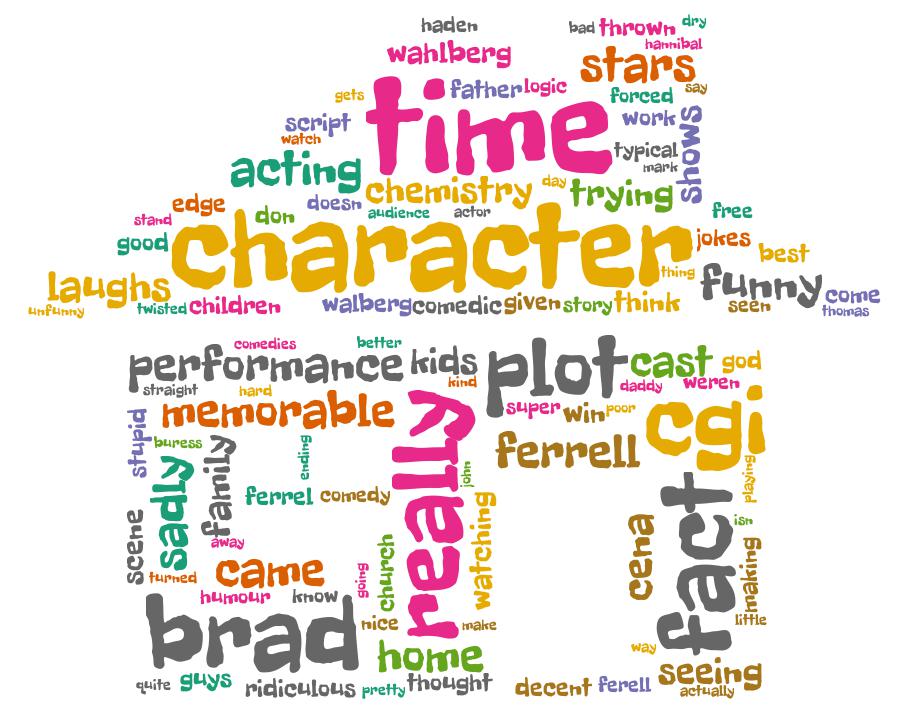 haden
bad thrown dry
wahlberg
hannibal
stars
time
father logic
say
gets
forced
script
work
watch
shows
typical
acting
mark
chemistry
day
trying
edge
doesn
stand
don
audience
actor
free
good
character
jokes
best
thing
laughs
funny
come
unfunny
twisted
children
walberg
comedic
given
story
think
seen
thomas
comedies
better
performance
kids
plot
cast
god
straight
hard
kind
daddy
weren
memorable
super
win
poor
cgi
stupid
buress
really
ferrell
ending
family
sadly
john
playing
ferrel
comedy
watching
fact
scene
cena
isn
away
church
making
turned
came
going
humour
know
little
brad
nice
make
way
home
seeing
quite
guys
ridiculous
pretty
thought
decent
ferell
actually